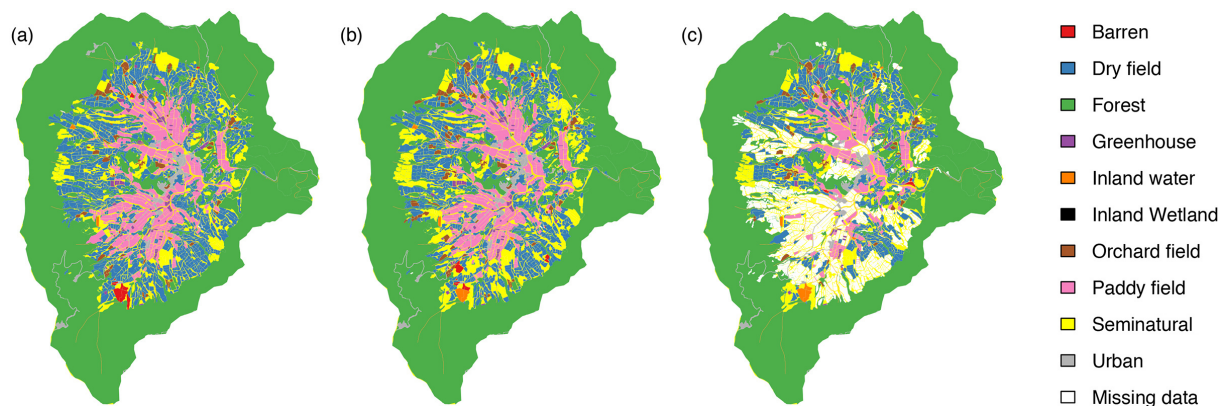 (a)
(b)
(c)
Barren
Dry field
Forest
Greenhouse
Inland water
Inland Wetland
Orchard field
Paddy field
Seminatural
Urban
Missing data